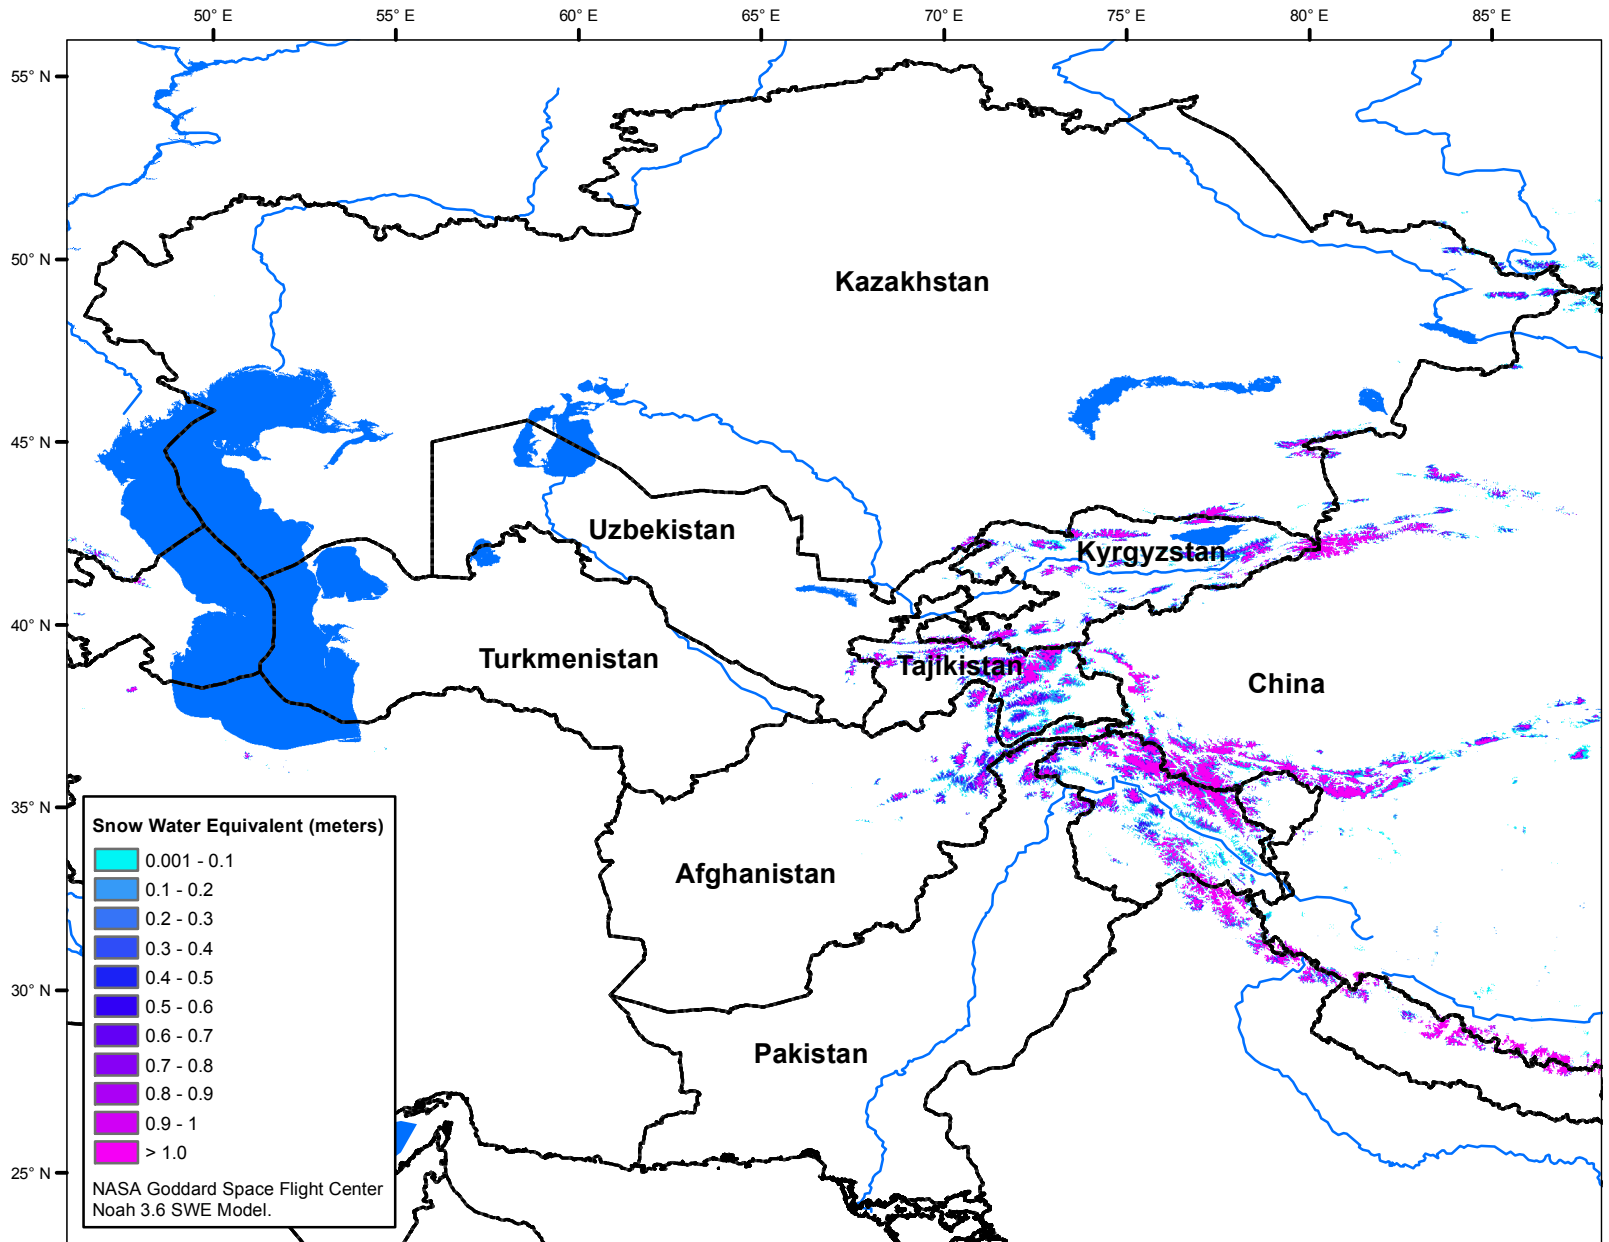 50° E
55° E
60° E
65° E
70° E
75° E
80° E
85° E
55° N
50° N
45° N
40° N
35° N
30° N
25° N
Kazakhstan
Uzbekistan
Kyrgyzstan
Turkmenistan
Tajikistan
China
Afghanistan
Pakistan
Snow Water Equivalent (meters)
0.001 - 0.1
0.1 - 0.2
0.2 - 0.3
0.3 - 0.4
0.4 - 0.5
0.5 - 0.6
0.6 - 0.7
0.7 - 0.8
0.8 - 0.9
0.9 - 1
> 1.0
NASA Goddard Space Flight Center
Noah 3.6 SWE Model.